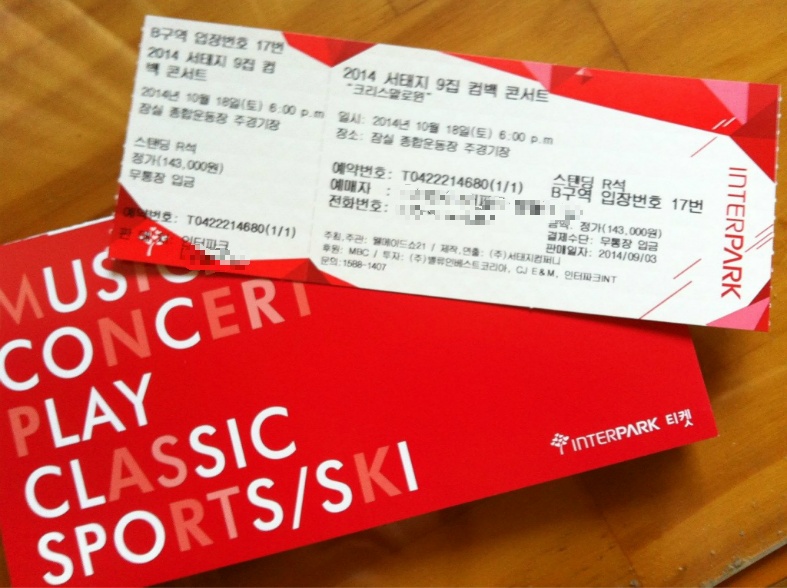 B구역 입장번호 17번
2014 서태지 9집 컴
백 콘서트
2014년 10월 18일(토) 6:00 p.m
잠실 종합운동장 주경기장
스탠딩 R석
정가(143,000원)
무통장 입금
예약번호: T0422214680(1/1)
인터파크
2014 서태지 9집 컴백 콘서트
"크리스말로윈"
일시: 2014년 10월 18일(토) 6:00 p.m
장소: 잠실 종합운동장 주경기장
예약번호: T0422214680(1/1)
예매자 :
전화번호:
스탠딩 R석
B구역 입장번호 17번
금액: 정가(143,000원)
결제수단: 무통장 입금
판매일자: 2014/09/03
주최,주관: 웰메이드쇼21 / 제작,연출: (주)서태지컴퍼니
후원: MBC / 투자: (주)밸류인베스트코리아, CJ E&M, 인터파크INT
문의:1588-1407
INTERPARK
MUSIC
CONCERT
PLAY
CLASSIC
SPORTS/SKI
INTERPARK 티켓